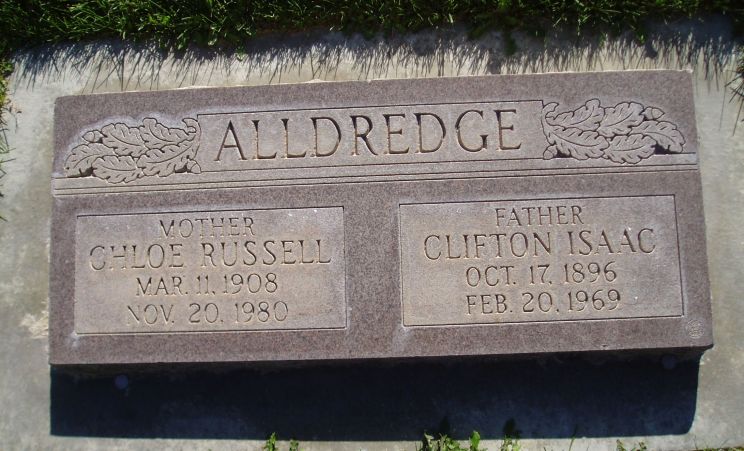 ALLDREDGE
MOTHER
CHLOE RUSSELL
MAR. 11, 1908
NOV. 20, 1980
FATHER
CLIFTON ISAAC
OCT. 17, 1896
FEB. 20, 1969